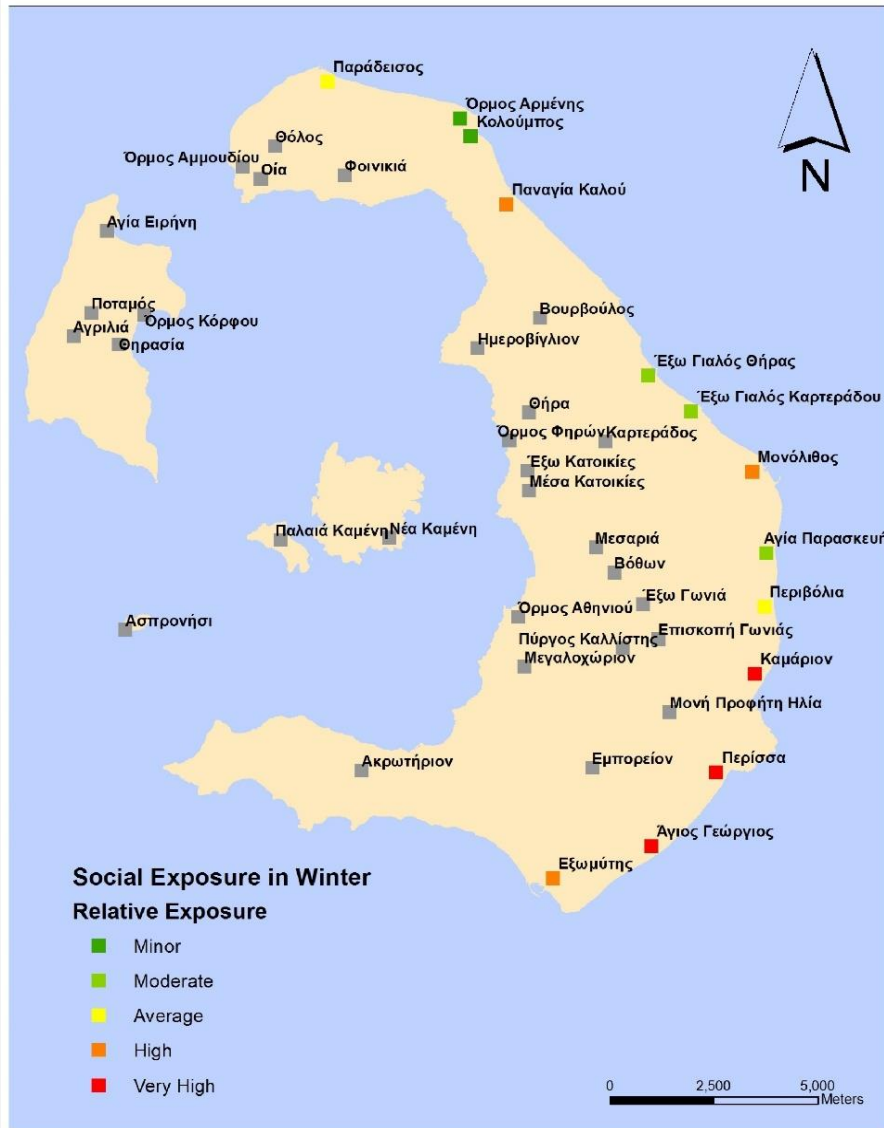 Παράδεισος
Όρμος Αρμένης
Κολούμπος
Θόλος
Όρμος Αμμουδίου
Οία
Φοινικιά
N
Παναγία Καλού
Αγία Ειρήνη
Ποταμός
Όρμος Κόρφου
Αγριλιά
Θηρασία
Βουρβούλος
Ημεροβίγλιον
Έξω Γιαλός Θήρας
Έξω Γιαλός Καρτεράδου
Θήρα
Όρμος Φηρών
Καρτεράδος
Μονόλιθος
Έξω Κατοικίες
Μέσα Κατοικίες
Παλαιά Καμένη
Νέα Καμένη
Μεσαριά
Αγία Παρασκευή
Βόθων
Έξω Γωνιά
Περιβόλια
Ασπρονήσι
Όρμος Αθηνιού
Επισκοπή Γωνιάς
Πύργος Καλλίστης
Μεγαλοχώριον
Καμάριον
Μονή Προφήτη Ηλία
Ακρωτήριον
Εμπορείον
Περίσσα
Άγιος Γεώργιος
Εξωμύτης
Social Exposure in Winter
Relative Exposure
Minor
Moderate
Average
High
Very High
0 2,500 5,000
Meters